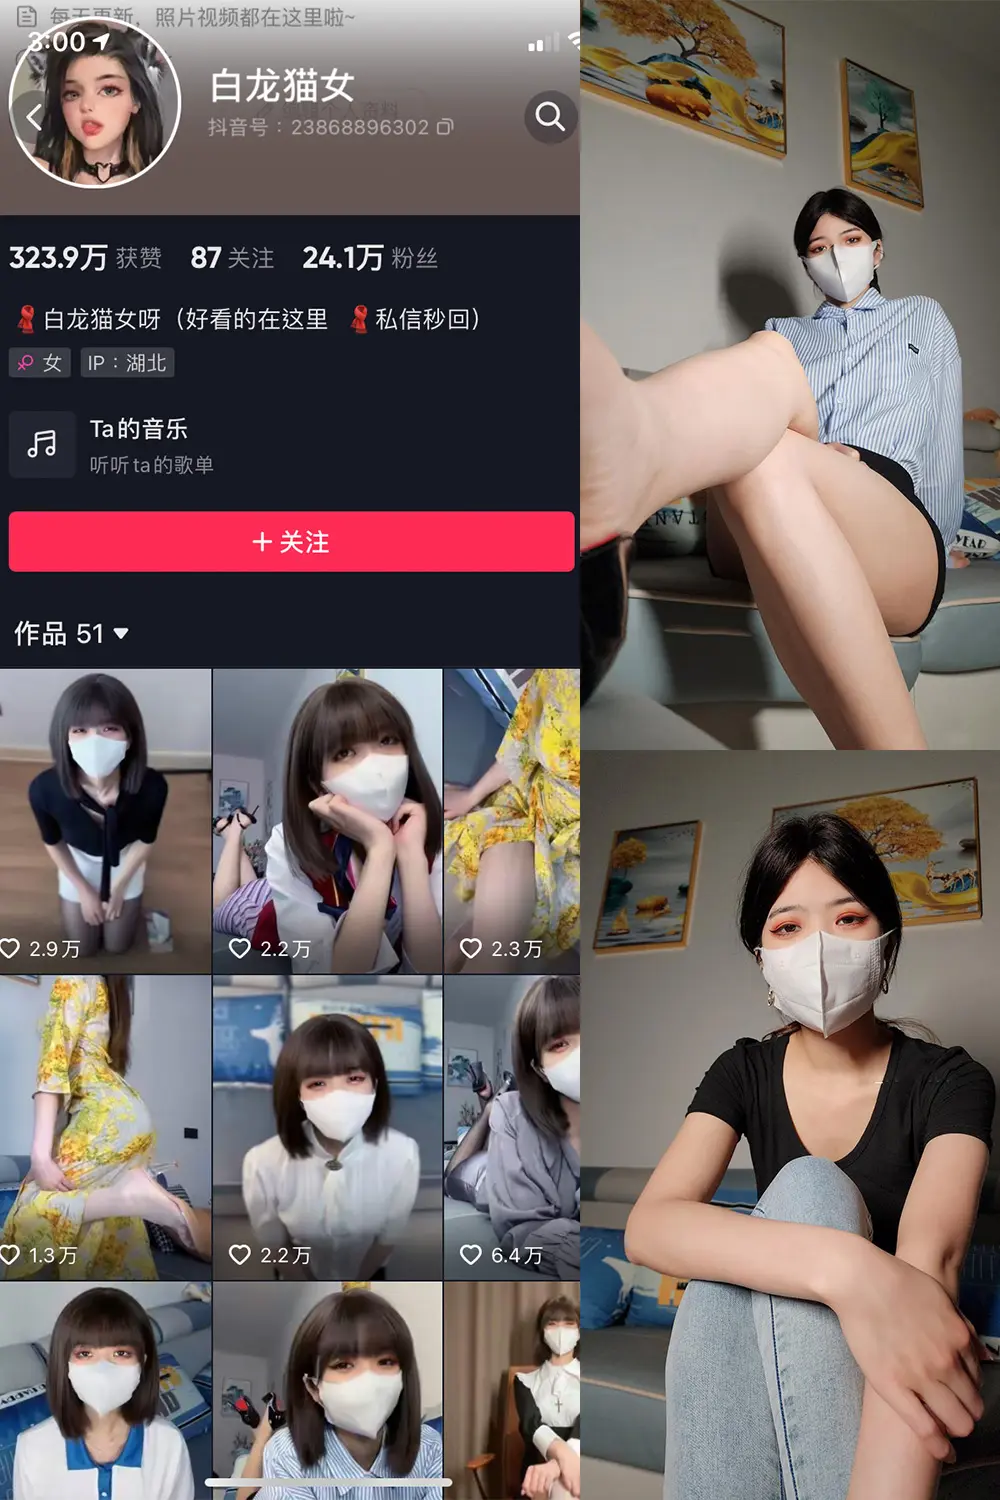 每天更新，照片视频都在这里啦~
3:00
白龙猫女
抖音号：23868896302
323.9万 获赞 87 关注 24.1万 粉丝
白龙猫女呀（好看的在这里 私信秒回）
女 IP：湖北
Ta的音乐
听听ta的歌单
+ 关注
作品 51
2.9万 2.2万 2.3万
1.3万 2.2万 6.4万
YEAR